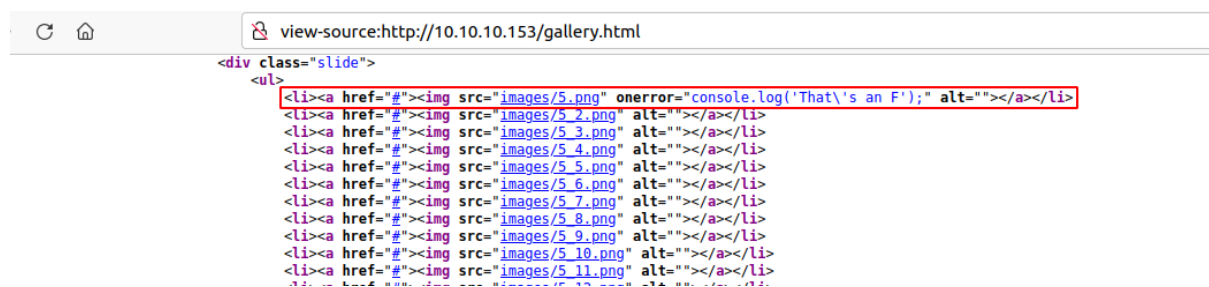 view-source:http://10.10.10.153/gallery.html
<div class="slide">
<ul>
<li><a href="#"><img src="images/5.png" onerror="console.log('That\'s an F');" alt=""></a></li>
<li><a href="#"><img src="images/5_2.png" alt=""></a></li>
<li><a href="#"><img src="images/5_3.png" alt=""></a></li>
<li><a href="#"><img src="images/5_4.png" alt=""></a></li>
<li><a href="#"><img src="images/5_5.png" alt=""></a></li>
<li><a href="#"><img src="images/5_6.png" alt=""></a></li>
<li><a href="#"><img src="images/5_7.png" alt=""></a></li>
<li><a href="#"><img src="images/5_8.png" alt=""></a></li>
<li><a href="#"><img src="images/5_9.png" alt=""></a></li>
<li><a href="#"><img src="images/5_10.png" alt=""></a></li>
<li><a href="#"><img src="images/5_11.png" alt=""></a></li>